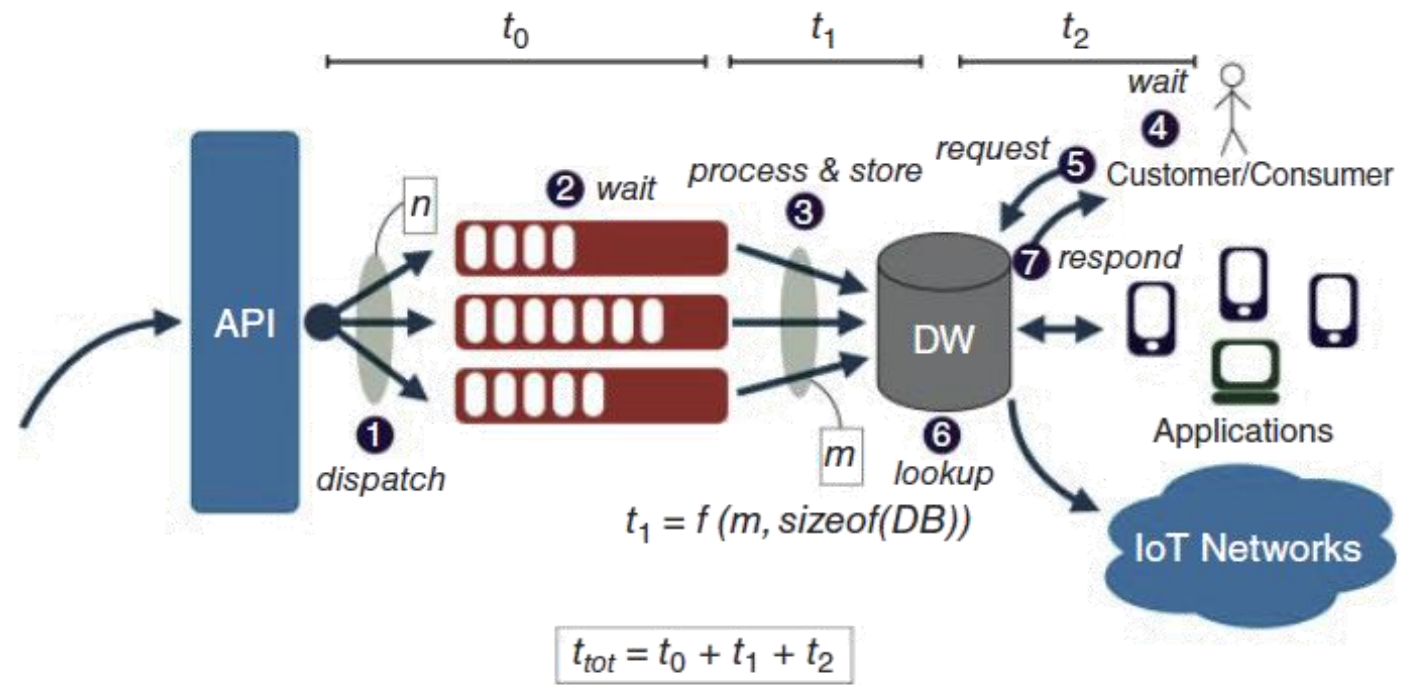 t0
t1
t2
wait
4
request
5
Customer/Consumer
process & store
3
2 wait
n
API
DW
7 respond
1
dispatch
m
6
lookup
Applications
t1 = f (m, sizeof(DB))
IoT Networks
ttot = t0 + t1 + t2